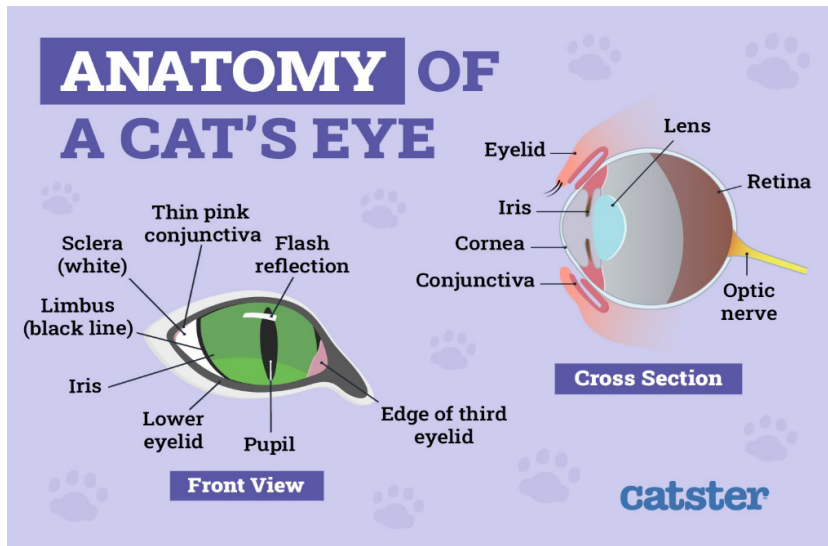 ANATOMY OF
A CAT'S EYE
Thin pink
conjunctiva
Sclera
(white)
Flash
reflection
Limbus
(black line)
Iris
Lower
eyelid
Pupil
Edge of third
eyelid
Front View
Eyelid
Lens
Retina
Iris
Cornea
Conjunctiva
Optic
nerve
Cross Section
catster